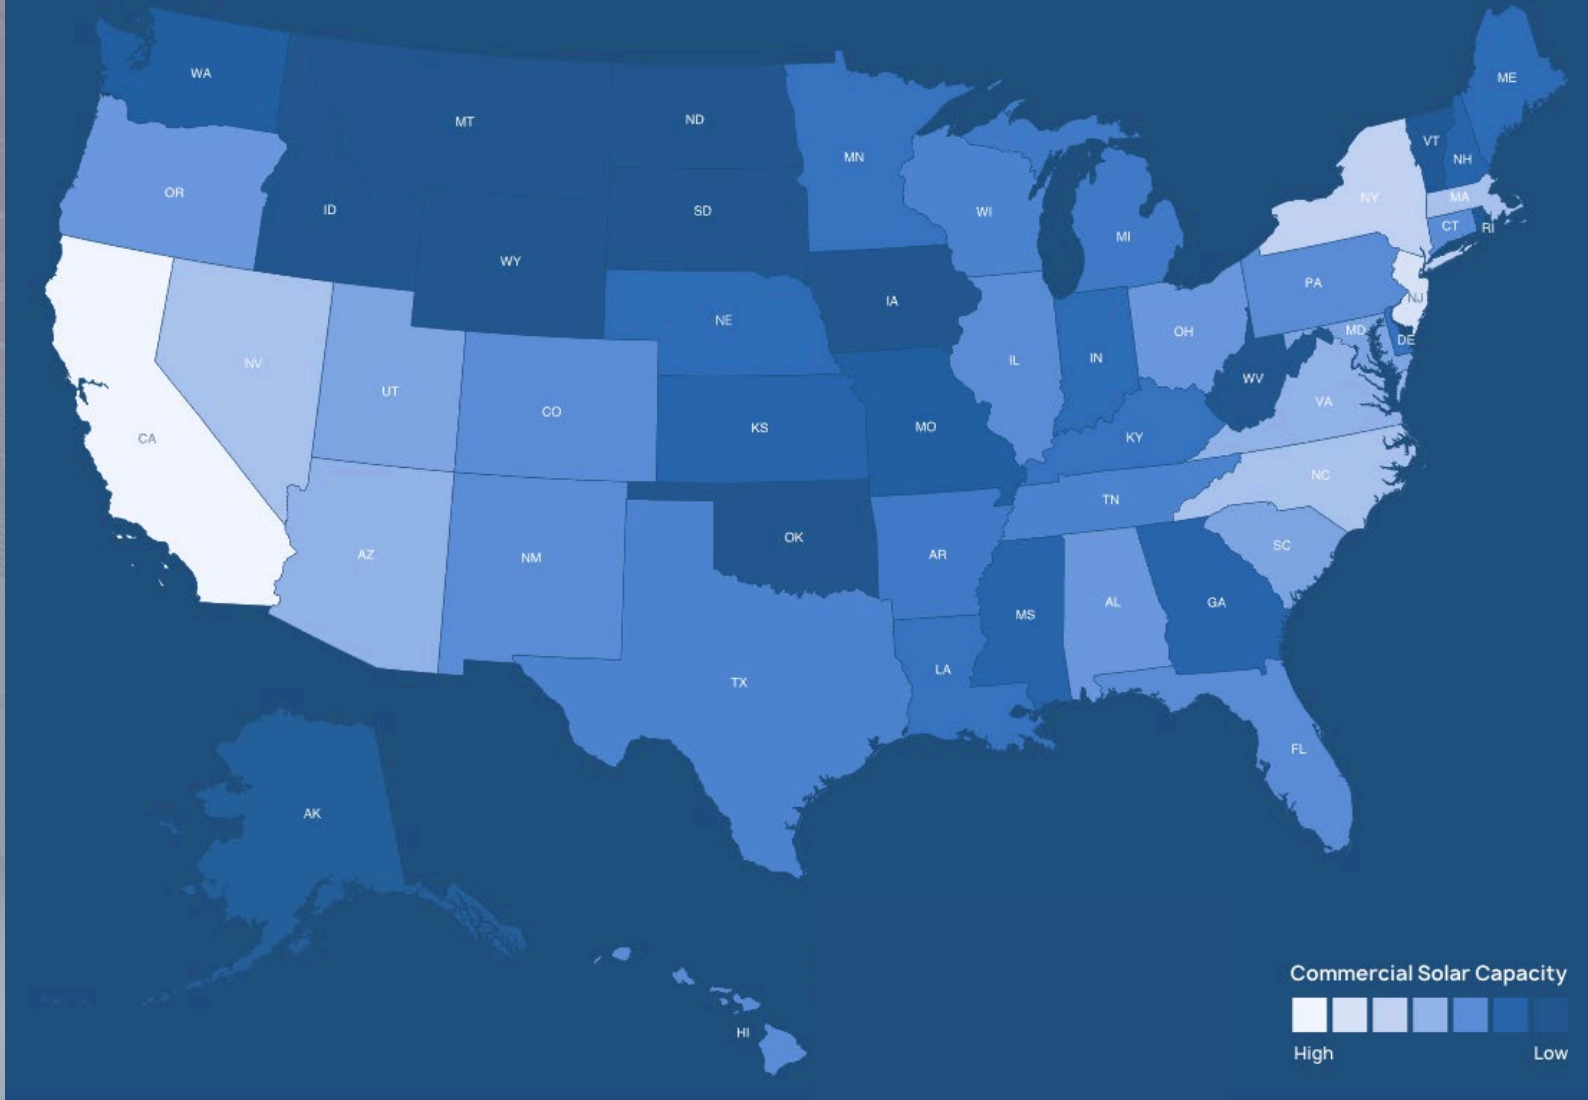 WA
MT
ND
MN
ME
VT
NH
OR
ID
SD
WI
MI
NY
MA
CT
RI
WY
IA
NE
PA
NJ
NV
UT
CO
IL
IN
OH
MD
DE
WV
VA
CA
KS
MO
KY
NC
AZ
NM
OK
AR
TN
SC
MS
AL
GA
TX
LA
FL
AK
HI
Commercial Solar Capacity
High
Low